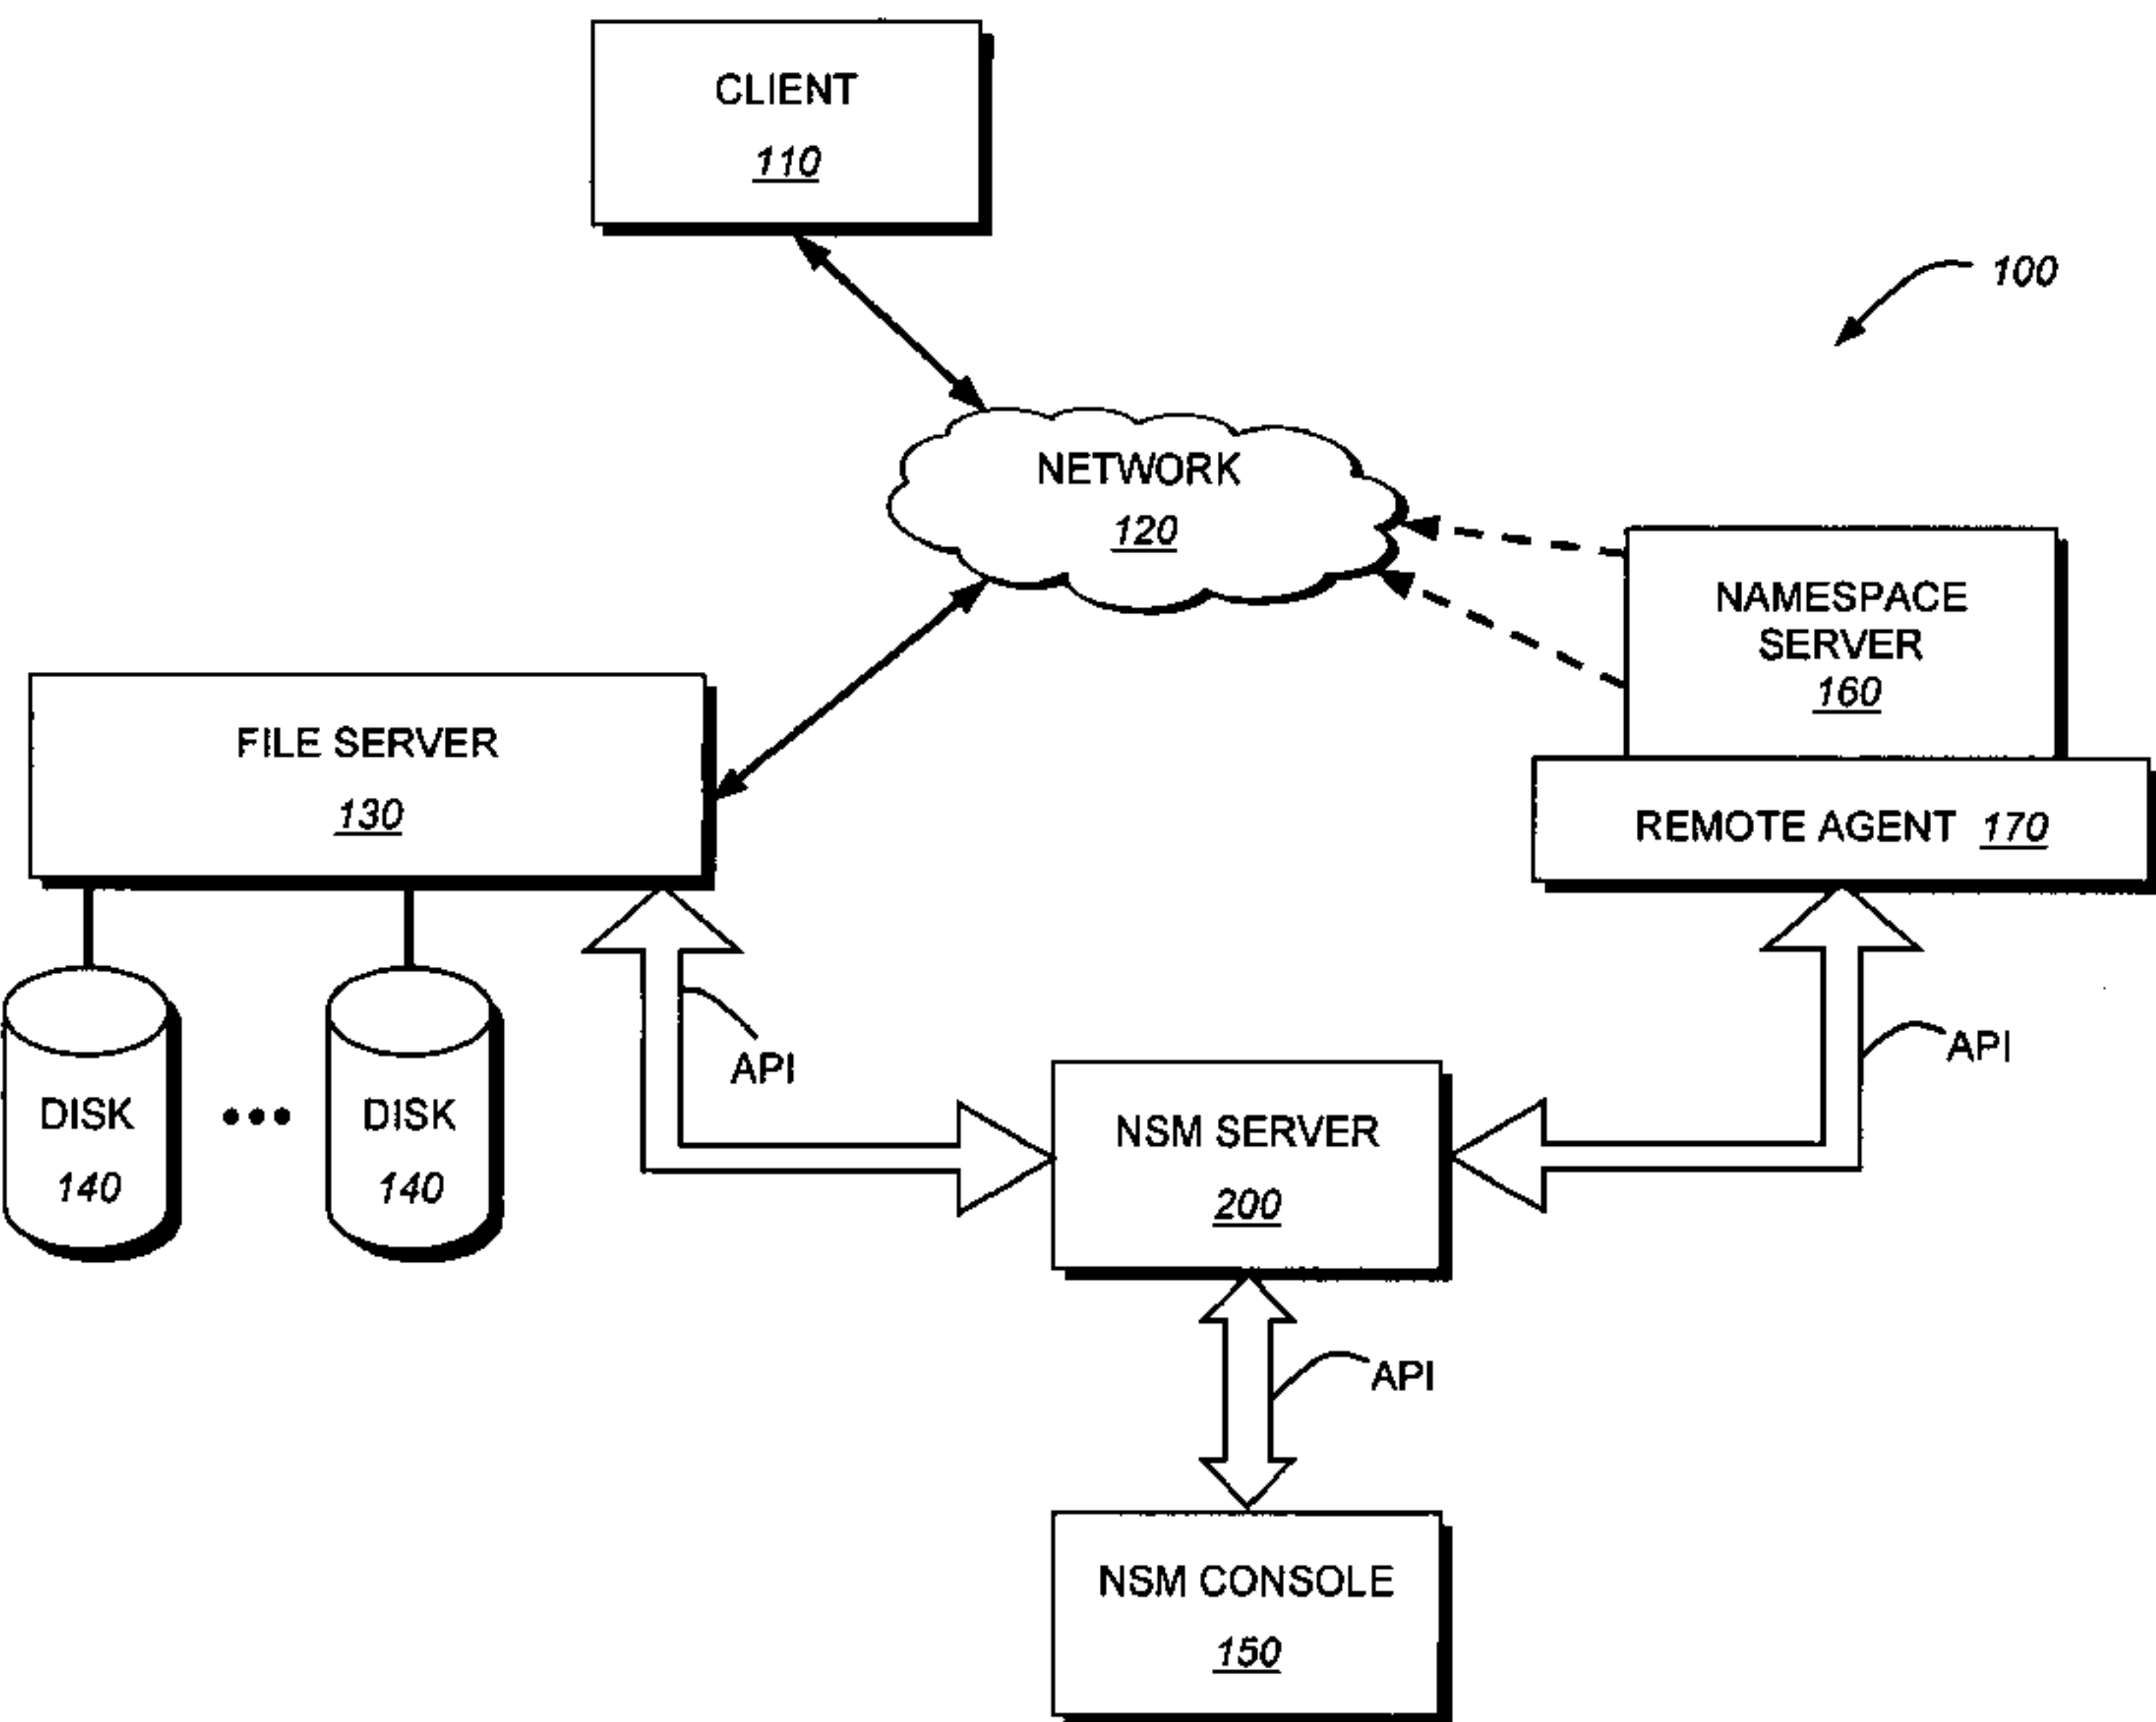 CLIENT
110
100
NETWORK
120
NAMESPACE
SERVER
160
FILE SERVER
130
REMOTE AGENT 170
API
API
DISK
140
DISK
140
NSM SERVER
200
API
NSM CONSOLE
150